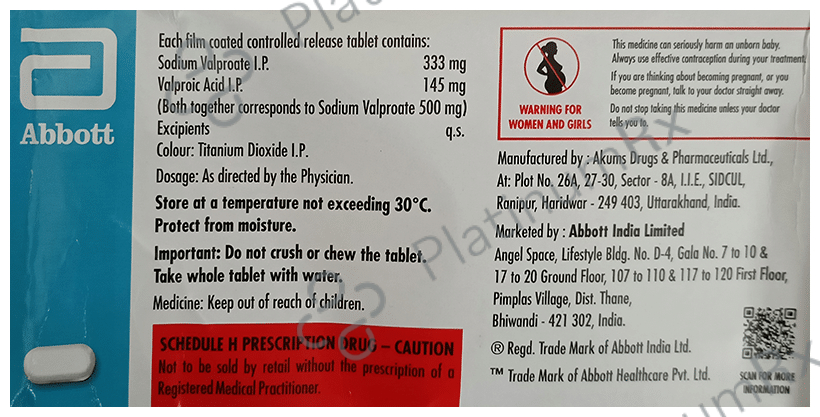 Abbott
Each film coated controlled release tablet contains:
Sodium Valproate I.P. 333 mg
Valproic Acid I.P. 145 mg
(Both together corresponds to Sodium Valproate 500 mg)
Excipients q.s.
Colour: Titanium Dioxide I.P.
Dosage: As directed by the Physician.
Store at a temperature not exceeding 30°C.
Protect from moisture.
Important: Do not crush or chew the tablet.
Take whole tablet with water.
Medicine: Keep out of reach of children.
SCHEDULE H PRESCRIPTION DRUG – CAUTION
Not to be sold by retail without the prescription of a
Registered Medical Practitioner.
WARNING FOR
WOMEN AND GIRLS
This medicine can seriously harm an unborn baby.
Always use effective contraception during your treatment.
If you are thinking about becoming pregnant, or you
become pregnant, talk to your doctor straight away.
Do not stop taking this medicine unless your doctor
tells you to.
Manufactured by : Akums Drugs & Pharmaceuticals Ltd.,
At: Plot No. 26A, 27-30, Sector - 8A, I.I.E., SIDCUL,
Ranipur, Haridwar - 249 403, Uttarakhand, India.
Marketed by : Abbott India Limited
Angel Space, Lifestyle Bldg. No. D-4, Gala No. 7 to 10 &
17 to 20 Ground Floor, 107 to 110 & 117 to 120 First Floor,
Pimplas Village, Dist. Thane,
Bhiwandi - 421 302, India.
® Regd. Trade Mark of Abbott India Ltd.
™ Trade Mark of Abbott Healthcare Pvt. Ltd.
SCAN FOR MORE
INFORMATION
PlatinumRx